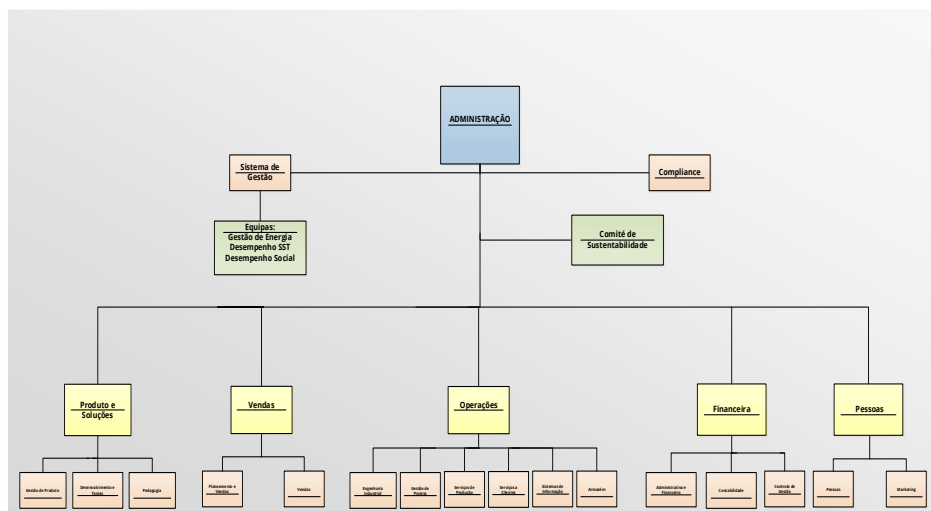 ADMINISTRAÇÃO
Sistema de
Gestão
Compliance
Equipas:
Gestão de Energia
Desempenho SST
Desempenho Social
Comité de
Sustentabilidade
Produto e
Soluções
Vendas
Operações
Financeira
Pessoas
Gestão de Produto
Desenvolvimento e
Testes
Pedagogia
Planeamento e
Vendas
Vendas
Engenharia
Industrial
Gestão de
Projeto
Serviços de
Produção
Serviços a
Clientes
Sistemas de
Informação
Armazéns
Administrativo e
Financeiro
Contabilidade
Controlo de
Gestão
Pessoas
Marketing